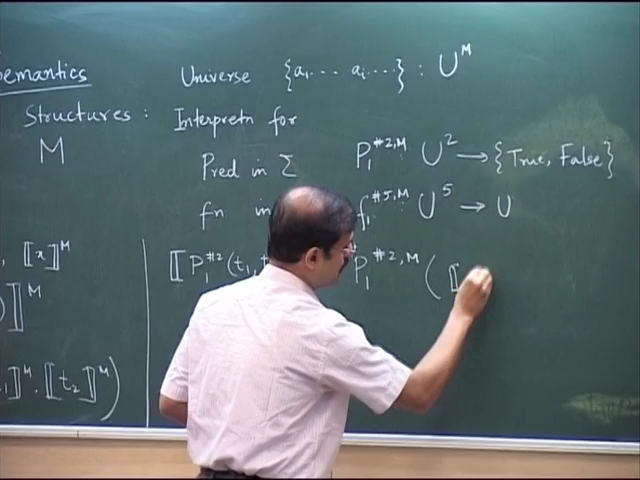 emantics
Universe {a₁... aᵢ....} : U^M
Structures : Interpretn for
M
P₁^{#2,M} : U² → {True, False}
Pred in Σ
fn in
f₁^{#5,M} : U⁵ → U
, ⟦x⟧^M
⟦P₁^{#2}(t₁,t
P₁^{#2,M} (⟦
)⟧^M
₁⟧^M, ⟦t₂⟧^M)